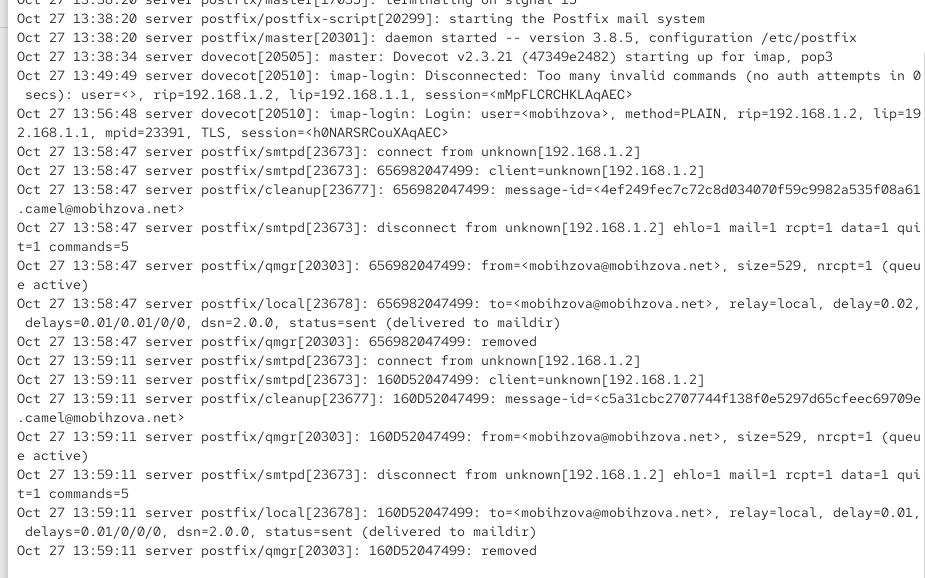 Oct 27 13:38:20 server postfix/master[17035]: terminating on signal 15
Oct 27 13:38:20 server postfix/postfix-script[20299]: starting the Postfix mail system
Oct 27 13:38:20 server postfix/master[20301]: daemon started -- version 3.8.5, configuration /etc/postfix
Oct 27 13:38:34 server dovecot[20505]: master: Dovecot v2.3.21 (47349e2482) starting up for imap, pop3
Oct 27 13:49:49 server dovecot[20510]: imap-login: Disconnected: Too many invalid commands (no auth attempts in 0
secs): user=<>, rip=192.168.1.2, lip=192.168.1.1, session=<mMpFLCRCHKLAqAEC>
Oct 27 13:56:48 server dovecot[20510]: imap-login: Login: user=<mobihzova>, method=PLAIN, rip=192.168.1.2, lip=19
2.168.1.1, mpid=23391, TLS, session=<h0NARSRCouXAqAEC>
Oct 27 13:58:47 server postfix/smtpd[23673]: connect from unknown[192.168.1.2]
Oct 27 13:58:47 server postfix/smtpd[23673]: 656982047499: client=unknown[192.168.1.2]
Oct 27 13:58:47 server postfix/cleanup[23677]: 656982047499: message-id=<4ef249fec7c72c8d034070f59c9982a535f08a61
.camel@mobihzova.net>
Oct 27 13:58:47 server postfix/smtpd[23673]: disconnect from unknown[192.168.1.2] ehlo=1 mail=1 rcpt=1 data=1 qui
t=1 commands=5
Oct 27 13:58:47 server postfix/qmgr[20303]: 656982047499: from=<mobihzova@mobihzova.net>, size=529, nrcpt=1 (queu
e active)
Oct 27 13:58:47 server postfix/local[23678]: 656982047499: to=<mobihzova@mobihzova.net>, relay=local, delay=0.02,
delays=0.01/0.01/0/0, dsn=2.0.0, status=sent (delivered to maildir)
Oct 27 13:58:47 server postfix/qmgr[20303]: 656982047499: removed
Oct 27 13:59:11 server postfix/smtpd[23673]: connect from unknown[192.168.1.2]
Oct 27 13:59:11 server postfix/smtpd[23673]: 160D52047499: client=unknown[192.168.1.2]
Oct 27 13:59:11 server postfix/cleanup[23677]: 160D52047499: message-id=<c5a31cbc2707744f138f0e5297d65cfeec69709e
.camel@mobihzova.net>
Oct 27 13:59:11 server postfix/qmgr[20303]: 160D52047499: from=<mobihzova@mobihzova.net>, size=529, nrcpt=1 (queu
e active)
Oct 27 13:59:11 server postfix/smtpd[23673]: disconnect from unknown[192.168.1.2] ehlo=1 mail=1 rcpt=1 data=1 qui
t=1 commands=5
Oct 27 13:59:11 server postfix/local[23678]: 160D52047499: to=<mobihzova@mobihzova.net>, relay=local, delay=0.01,
delays=0.01/0/0/0, dsn=2.0.0, status=sent (delivered to maildir)
Oct 27 13:59:11 server postfix/qmgr[20303]: 160D52047499: removed